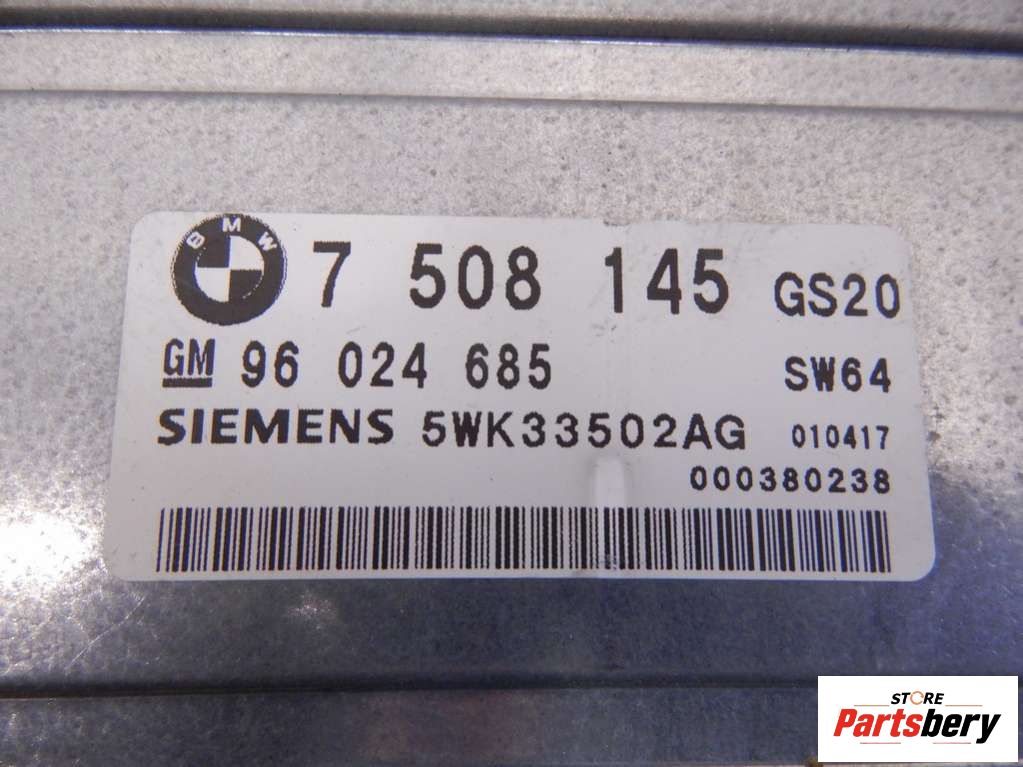 BMW 7 508 145 GS20
GM 96 024 685 SW64
SIEMENS 5WK33502AG 010417
000380238
STORE
Partsbery